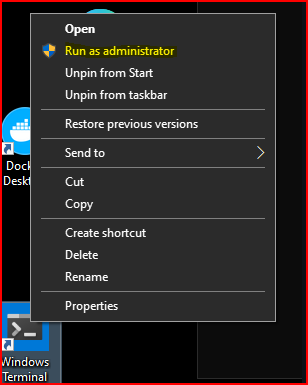 Open
Run as administrator
Unpin from Start
Unpin from taskbar
Restore previous versions
Send to
Cut
Copy
Create shortcut
Delete
Rename
Properties
Dock
Deskt
Windows
Terminal